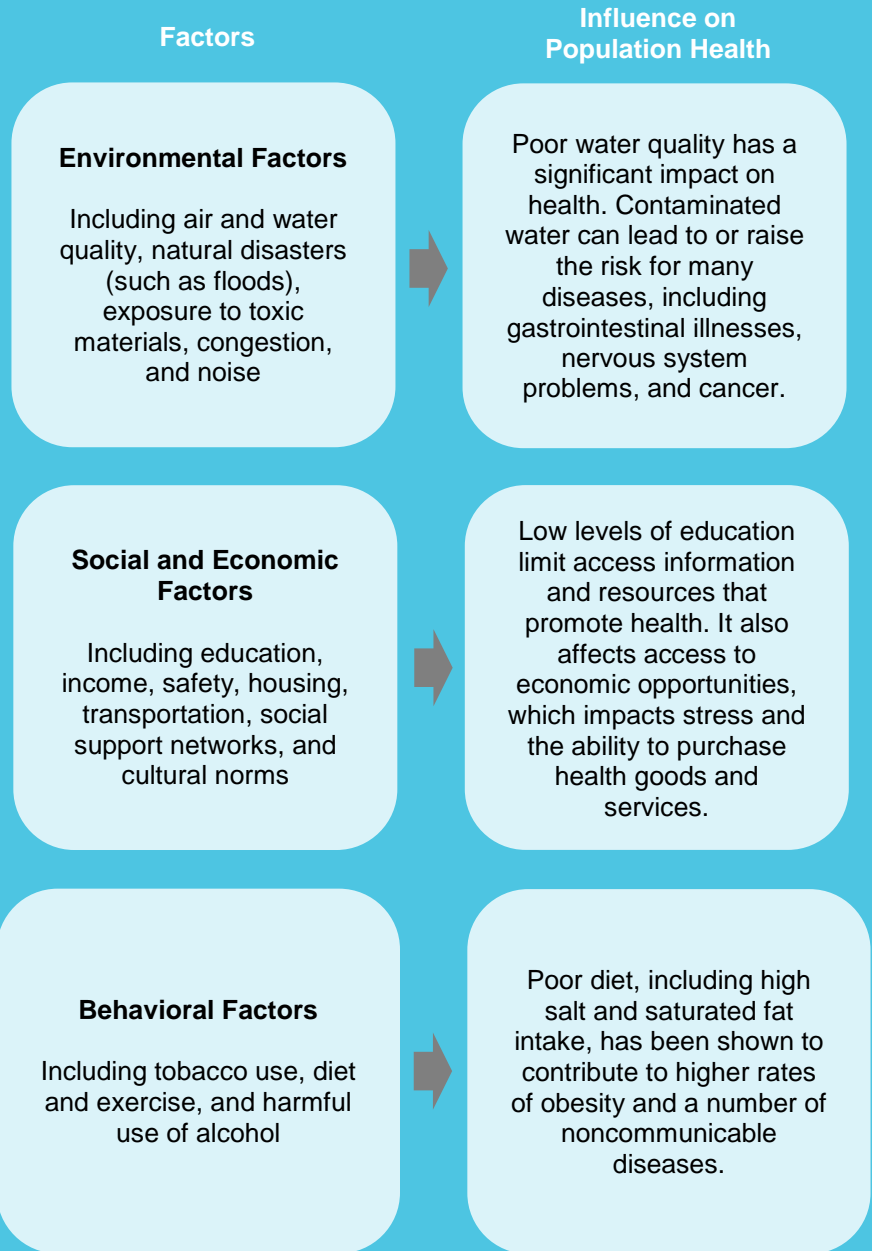 Factors
Influence on
Population Health
Environmental Factors
Including air and water
quality, natural disasters
(such as floods),
exposure to toxic
materials, congestion,
and noise
Poor water quality has a
significant impact on
health. Contaminated
water can lead to or raise
the risk for many
diseases, including
gastrointestinal illnesses,
nervous system
problems, and cancer.
Social and Economic
Factors
Including education,
income, safety, housing,
transportation, social
support networks, and
cultural norms
Low levels of education
limit access information
and resources that
promote health. It also
affects access to
economic opportunities,
which impacts stress and
the ability to purchase
health goods and
services.
Behavioral Factors
Including tobacco use, diet
and exercise, and harmful
use of alcohol
Poor diet, including high
salt and saturated fat
intake, has been shown to
contribute to higher rates
of obesity and a number of
noncommunicable
diseases.